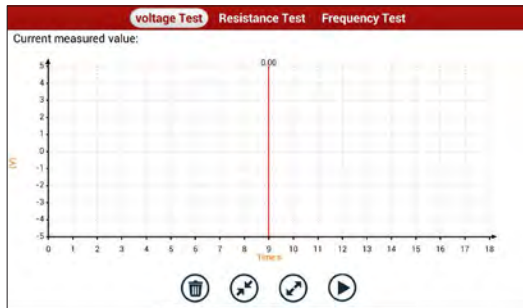 voltage Test Resistance Test Frequency Test
Current measured value:
0.00
5
4
3
2
1
0
-1
-2
-3
-4
-5
(V)
0 1 2 3 4 5 6 7 8 9 10 11 12 13 14 15 16 17 18
Time:s